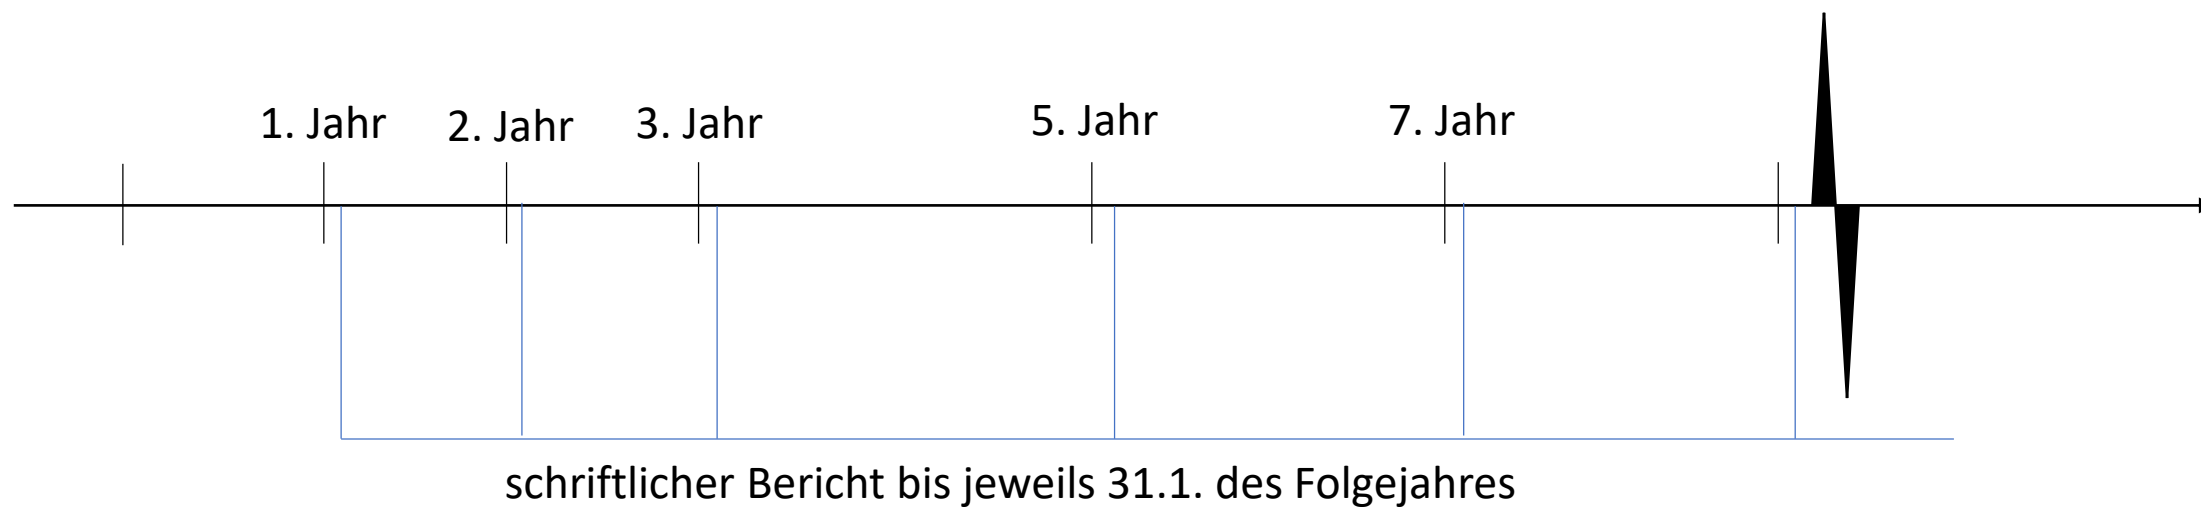 1. Jahr 2. Jahr 3. Jahr 5. Jahr 7. Jahr
schriftlicher Bericht bis jeweils 31.1. des Folgejahres